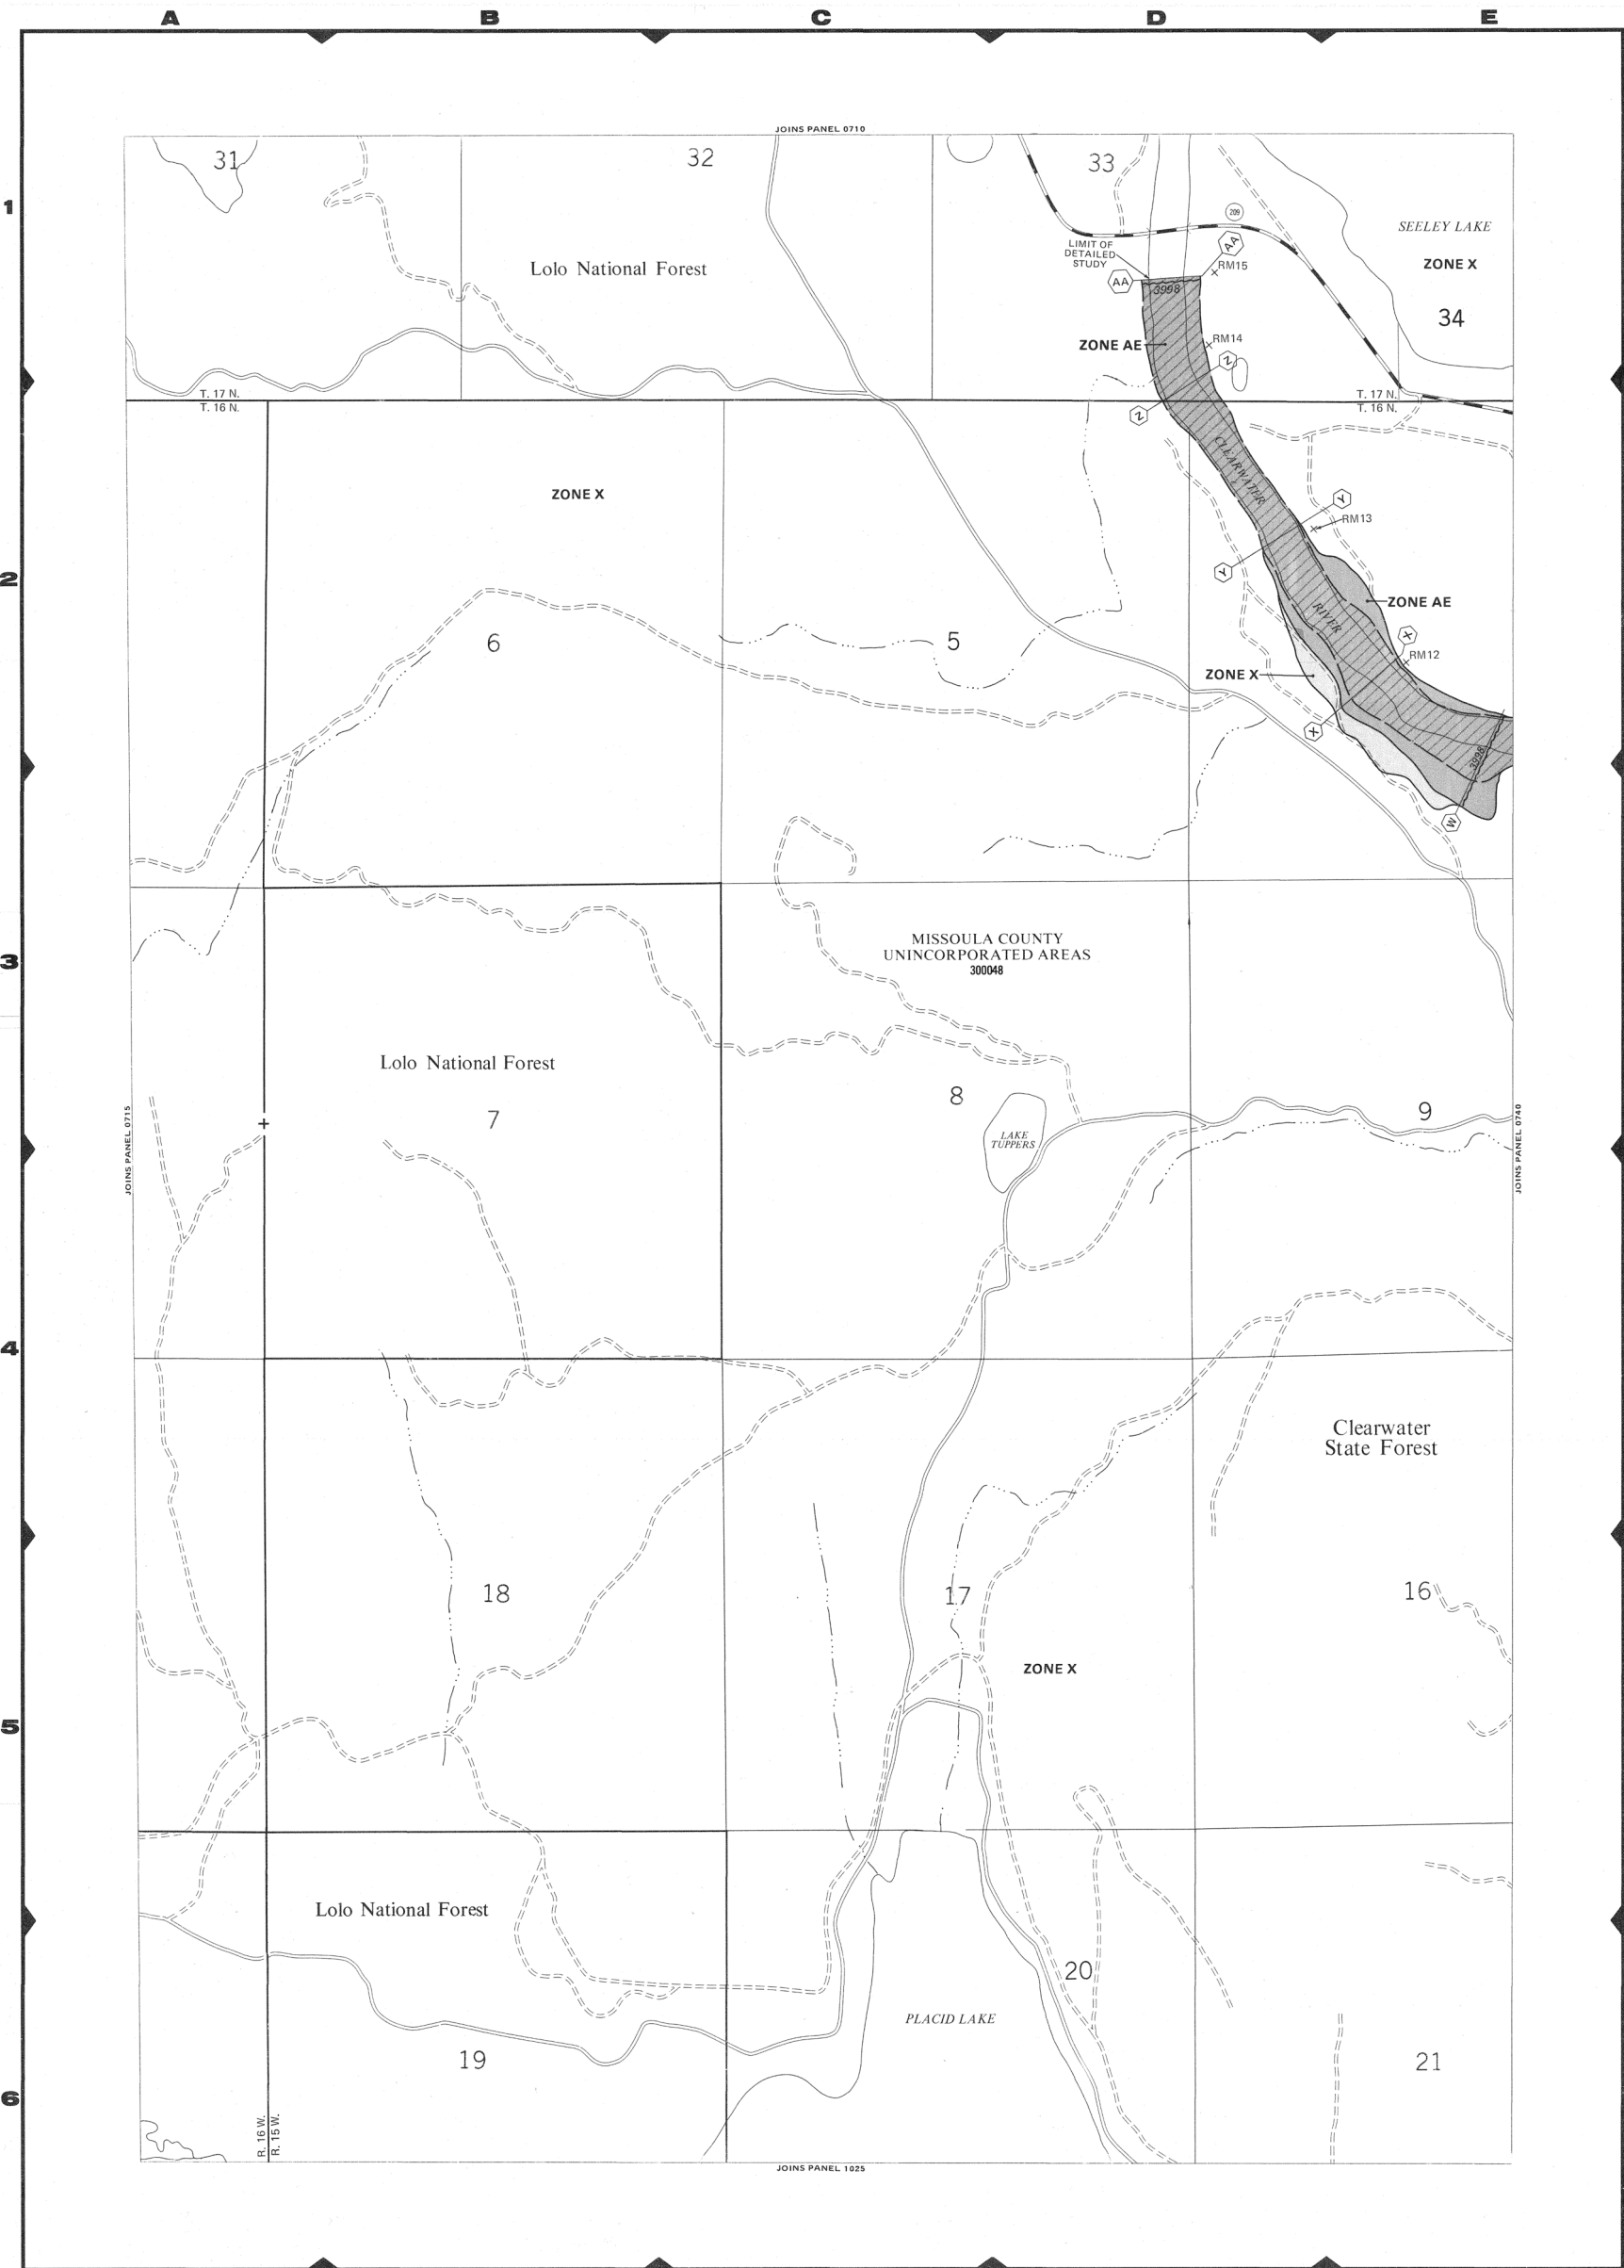 A B C D E
JOINS PANEL 0710
31
32
33
1
209
SEELEY LAKE
LIMIT OF
DETAILED
STUDY
AA
RM15
ZONE X
Lolo National Forest
AA
3998
34
RM14
ZONE AE
Z
T. 17 N.
T. 16 N.
T. 17 N.
T. 16 N.
Z
CLEARWATER
ZONE X
Y
RM13
2
Y
ZONE AE
RIVER
6
5
X
RM12
ZONE X
X
3998
W
MISSOULA COUNTY
UNINCORPORATED AREAS
300048
3
Lolo National Forest
8
7
9
LAKE
TUPPERS
JOINS PANEL 0715
JOINS PANEL 0740
4
Clearwater
State Forest
18
17
16
ZONE X
5
Lolo National Forest
20
PLACID LAKE
19
21
6
R. 16 W.
R. 15 W.
JOINS PANEL 1025